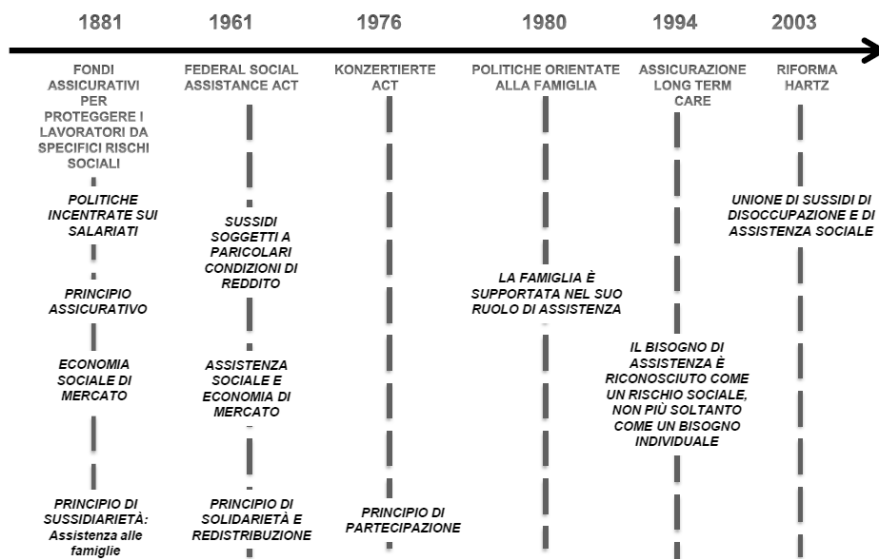 1881
1961
1976
1980
1994
2003
FONDI
ASSICURATIVI
PER
PROTEGGERE I
LAVORATORI DA
SPECIFICI RISCHI
SOCIALI
POLITICHE
INCENTRATE SUI
SALARIATI
PRINCIPIO
ASSICURATIVO
ECONOMIA
SOCIALE DI
MERCATO
PRINCIPIO DI
SUSSIDIARIETÀ:
Assistenza alle
famiglie
FEDERAL SOCIAL
ASSISTANCE ACT
SUSSIDI
SOGGETTI A
PARICOLARI
CONDIZIONI DI
REDDITO
ASSISTENZA
SOCIALE E
ECONOMIA DI
MERCATO
PRINCIPIO DI
SOLIDARIETÀ E
REDISTRIBUZIONE
KONZERTIERTE
ACT
PRINCIPIO DI
PARTECIPAZIONE
POLITICHE ORIENTATE
ALLA FAMIGLIA
LA FAMIGLIA È
SUPPORTATA NEL SUO
RUOLO DI ASSISTENZA
ASSICURAZIONE
LONG TERM
CARE
IL BISOGNO DI
ASSISTENZA È
RICONOSCIUTO COME
UN RISCHIO SOCIALE,
NON PIÙ SOLTANTO
COME UN BISOGNO
INDIVIDUALE
RIFORMA
HARTZ
UNIONE DI SUSSIDI DI
DISOCCUPAZIONE E DI
ASSISTENZA SOCIALE